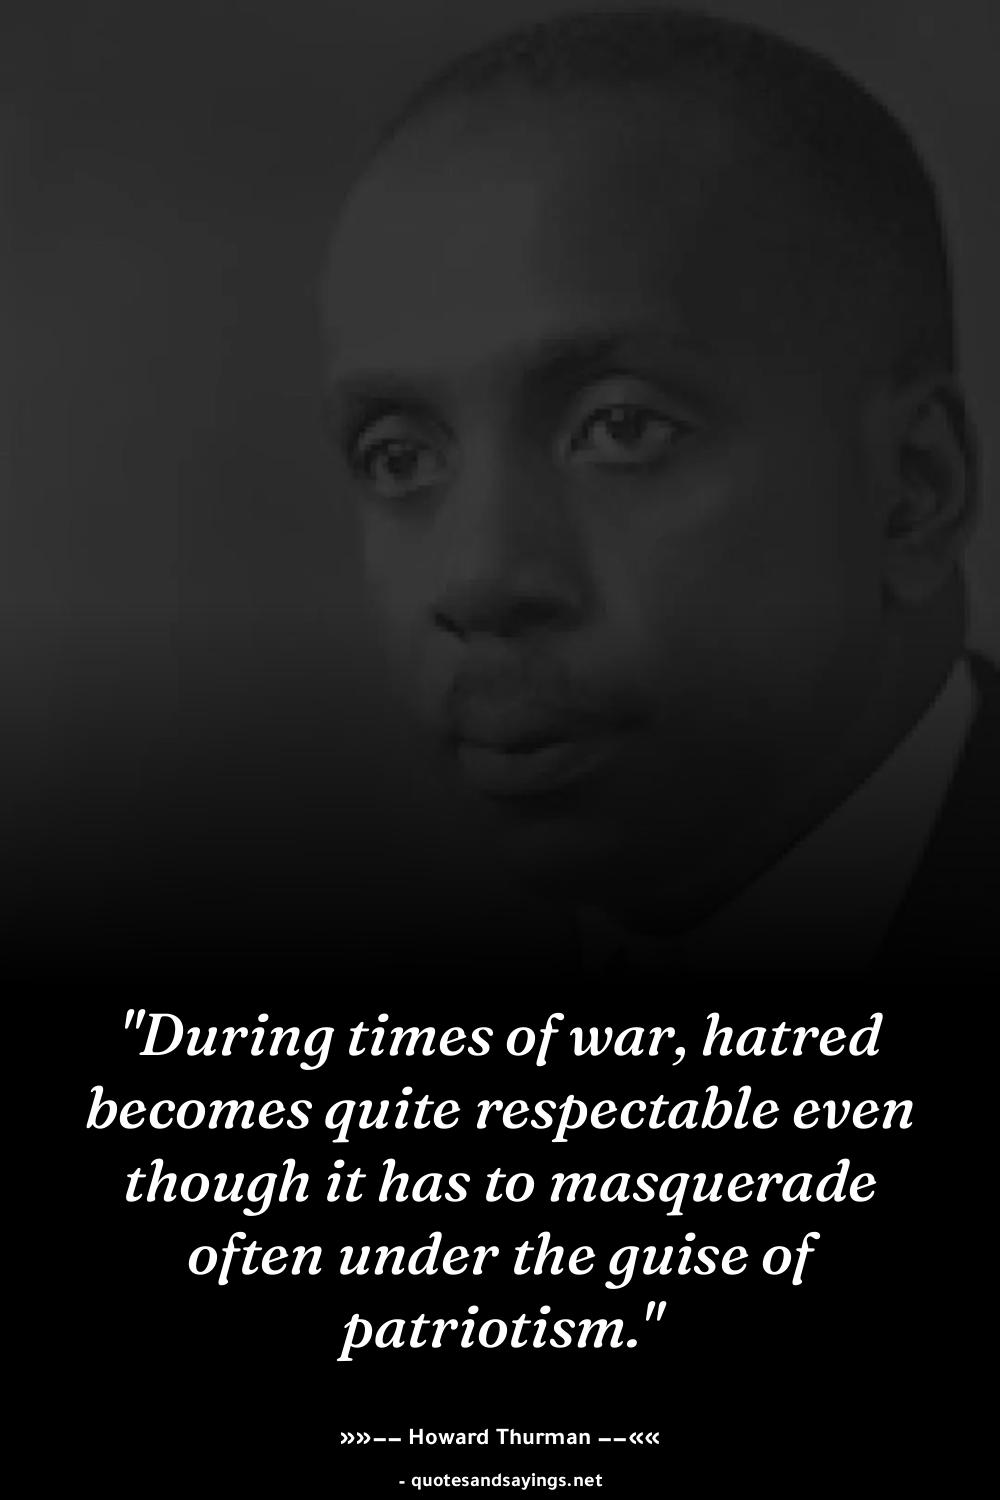 "During times of war, hatred
becomes quite respectable even
though it has to masquerade
often under the guise of
patriotism."
»»−− Howard Thurman −−««
- quotesandsayings.net